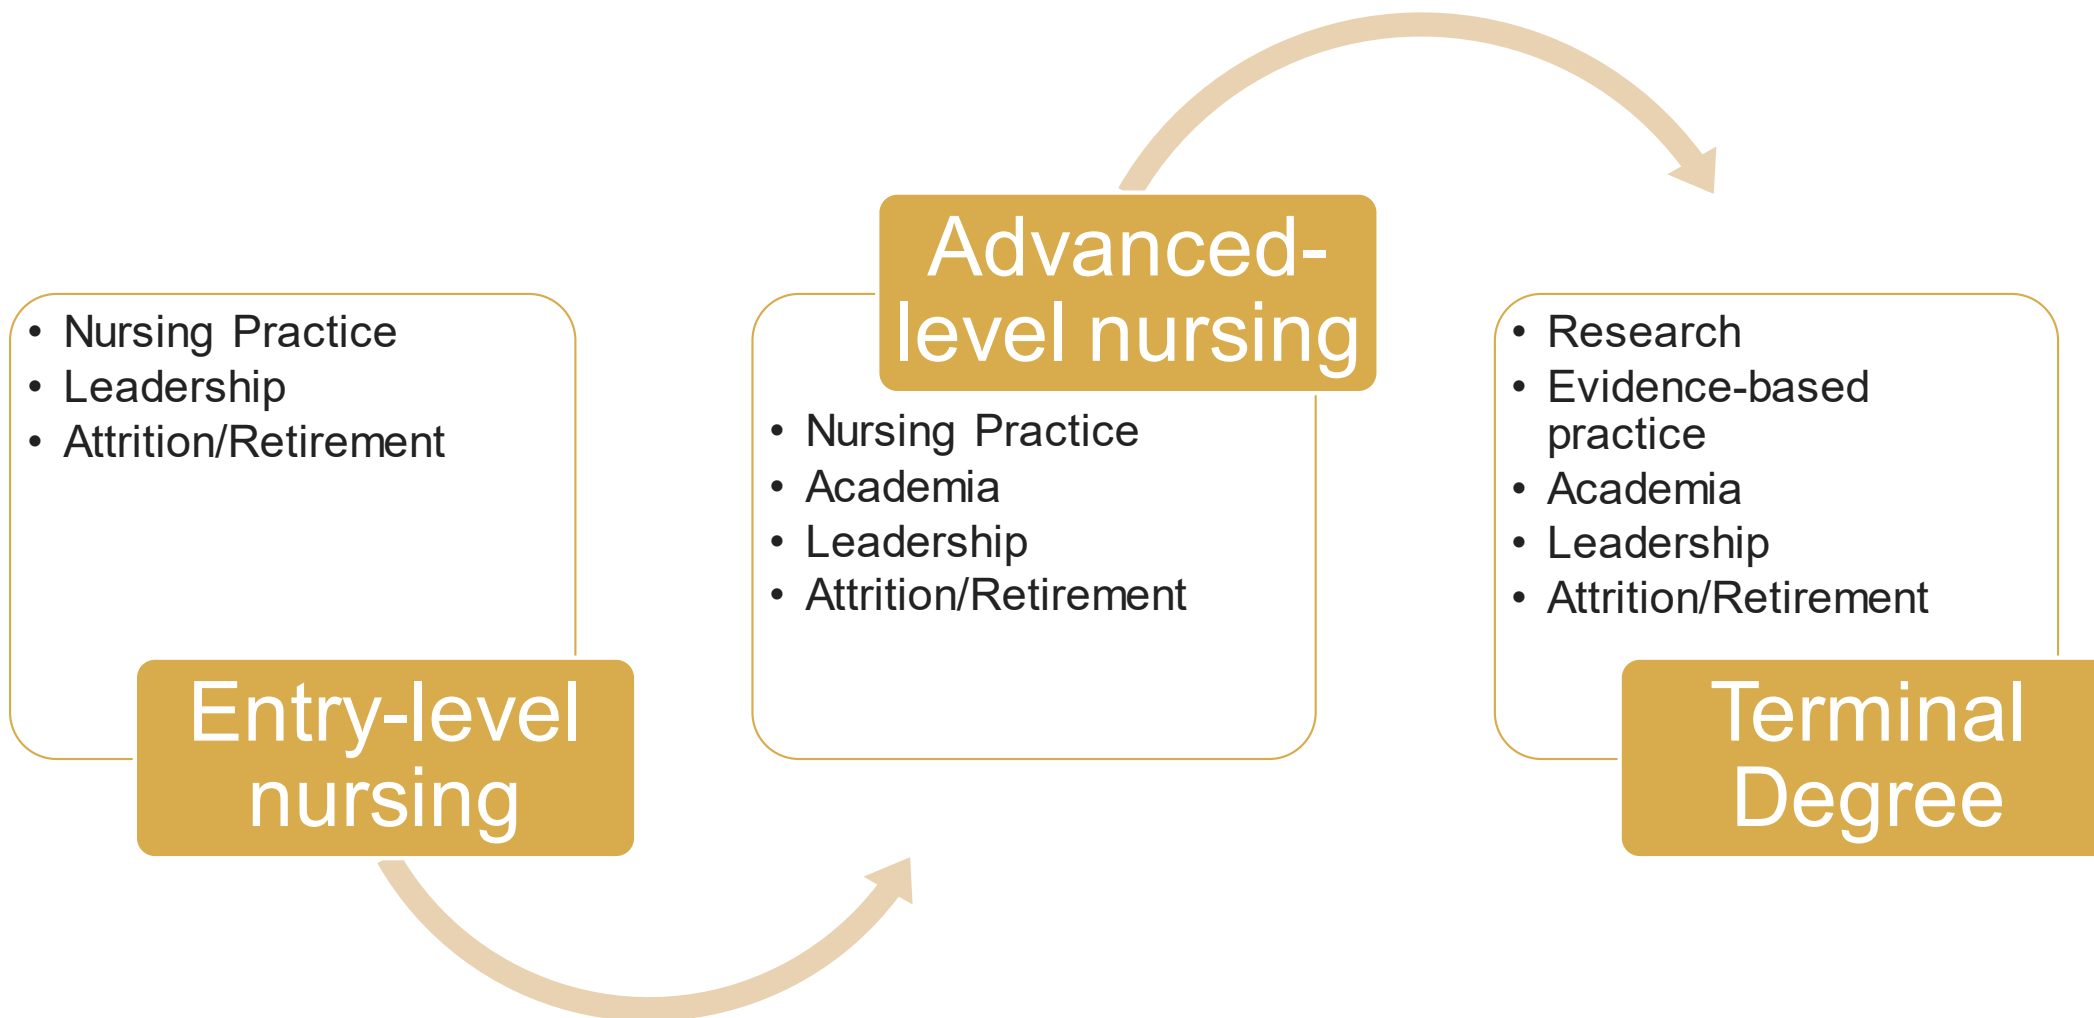 • Nursing Practice
• Leadership
• Attrition/Retirement
Entry-level
nursing
Advanced-
level nursing
• Nursing Practice
• Academia
• Leadership
• Attrition/Retirement
• Research
• Evidence-based
practice
• Academia
• Leadership
• Attrition/Retirement
Terminal
Degree